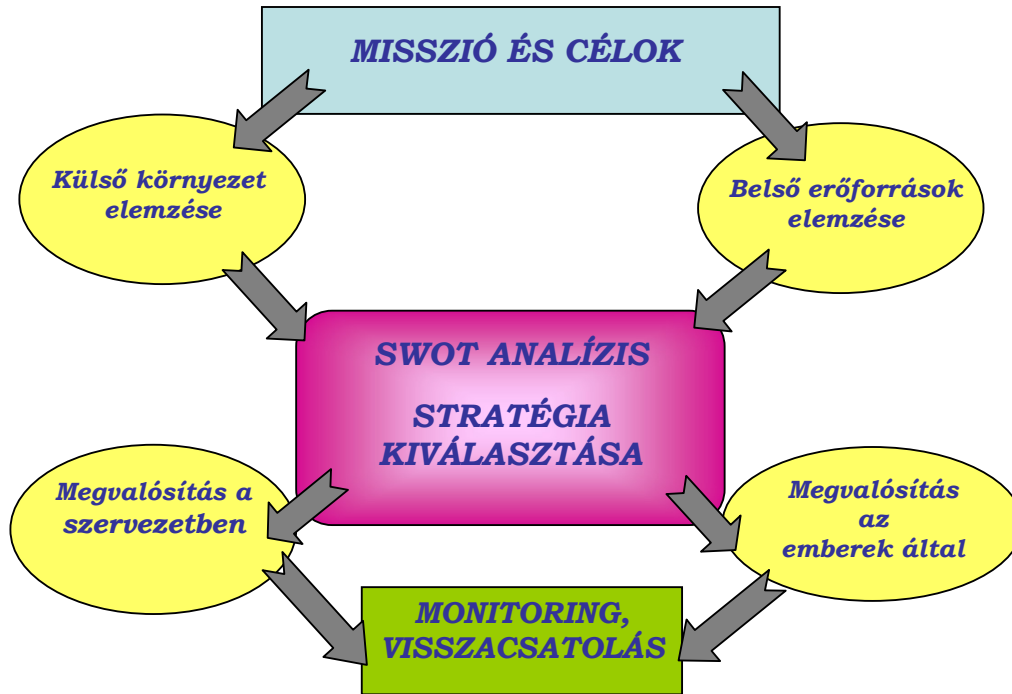 MISSZIÓ ÉS CÉLOK
Külső környezet
elemzése
Belső erőforrások
elemzése
SWOT ANALÍZIS
STRATÉGIA
KIVÁLASZTÁSA
Megvalósítás a
szervezetben
Megvalósítás
az
emberek által
MONITORING,
VISSZACSATOLÁS